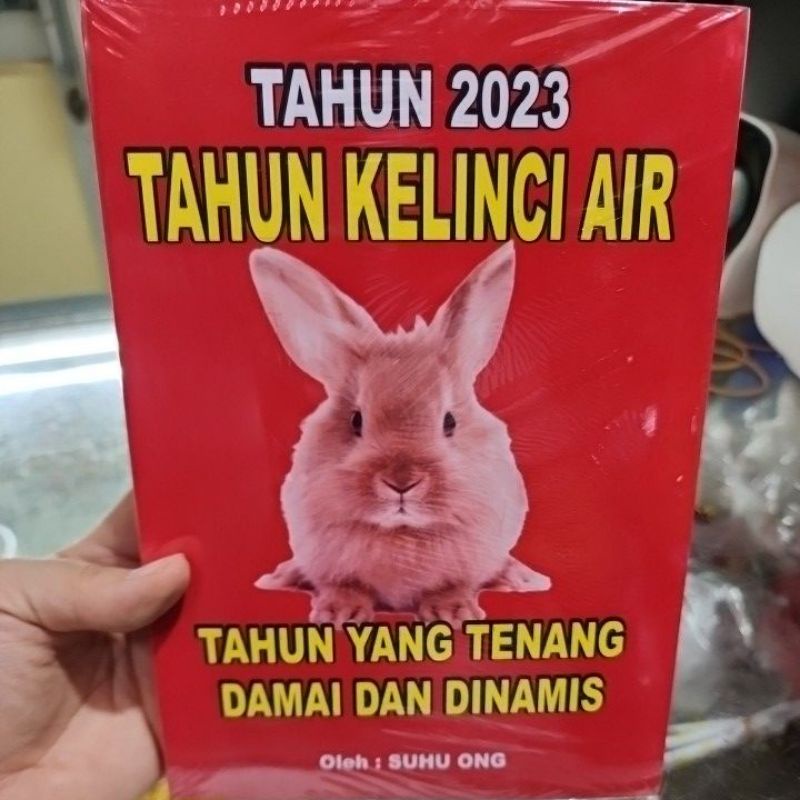 TAHUN 2023
TAHUN KELINCI AIR
TAHUN YANG TENANG
DAMAI DAN DINAMIS
Oleh : SUHU ONG